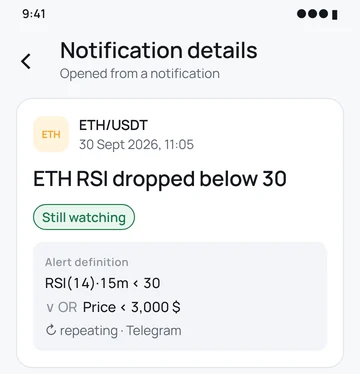 9:41
Notification details
Opened from a notification
ETH
ETH/USDT
30 Sept 2026, 11:05
ETH RSI dropped below 30
Still watching
Alert definition
RSI(14)·15m < 30
∨ OR Price < 3,000 $
↻ repeating · Telegram